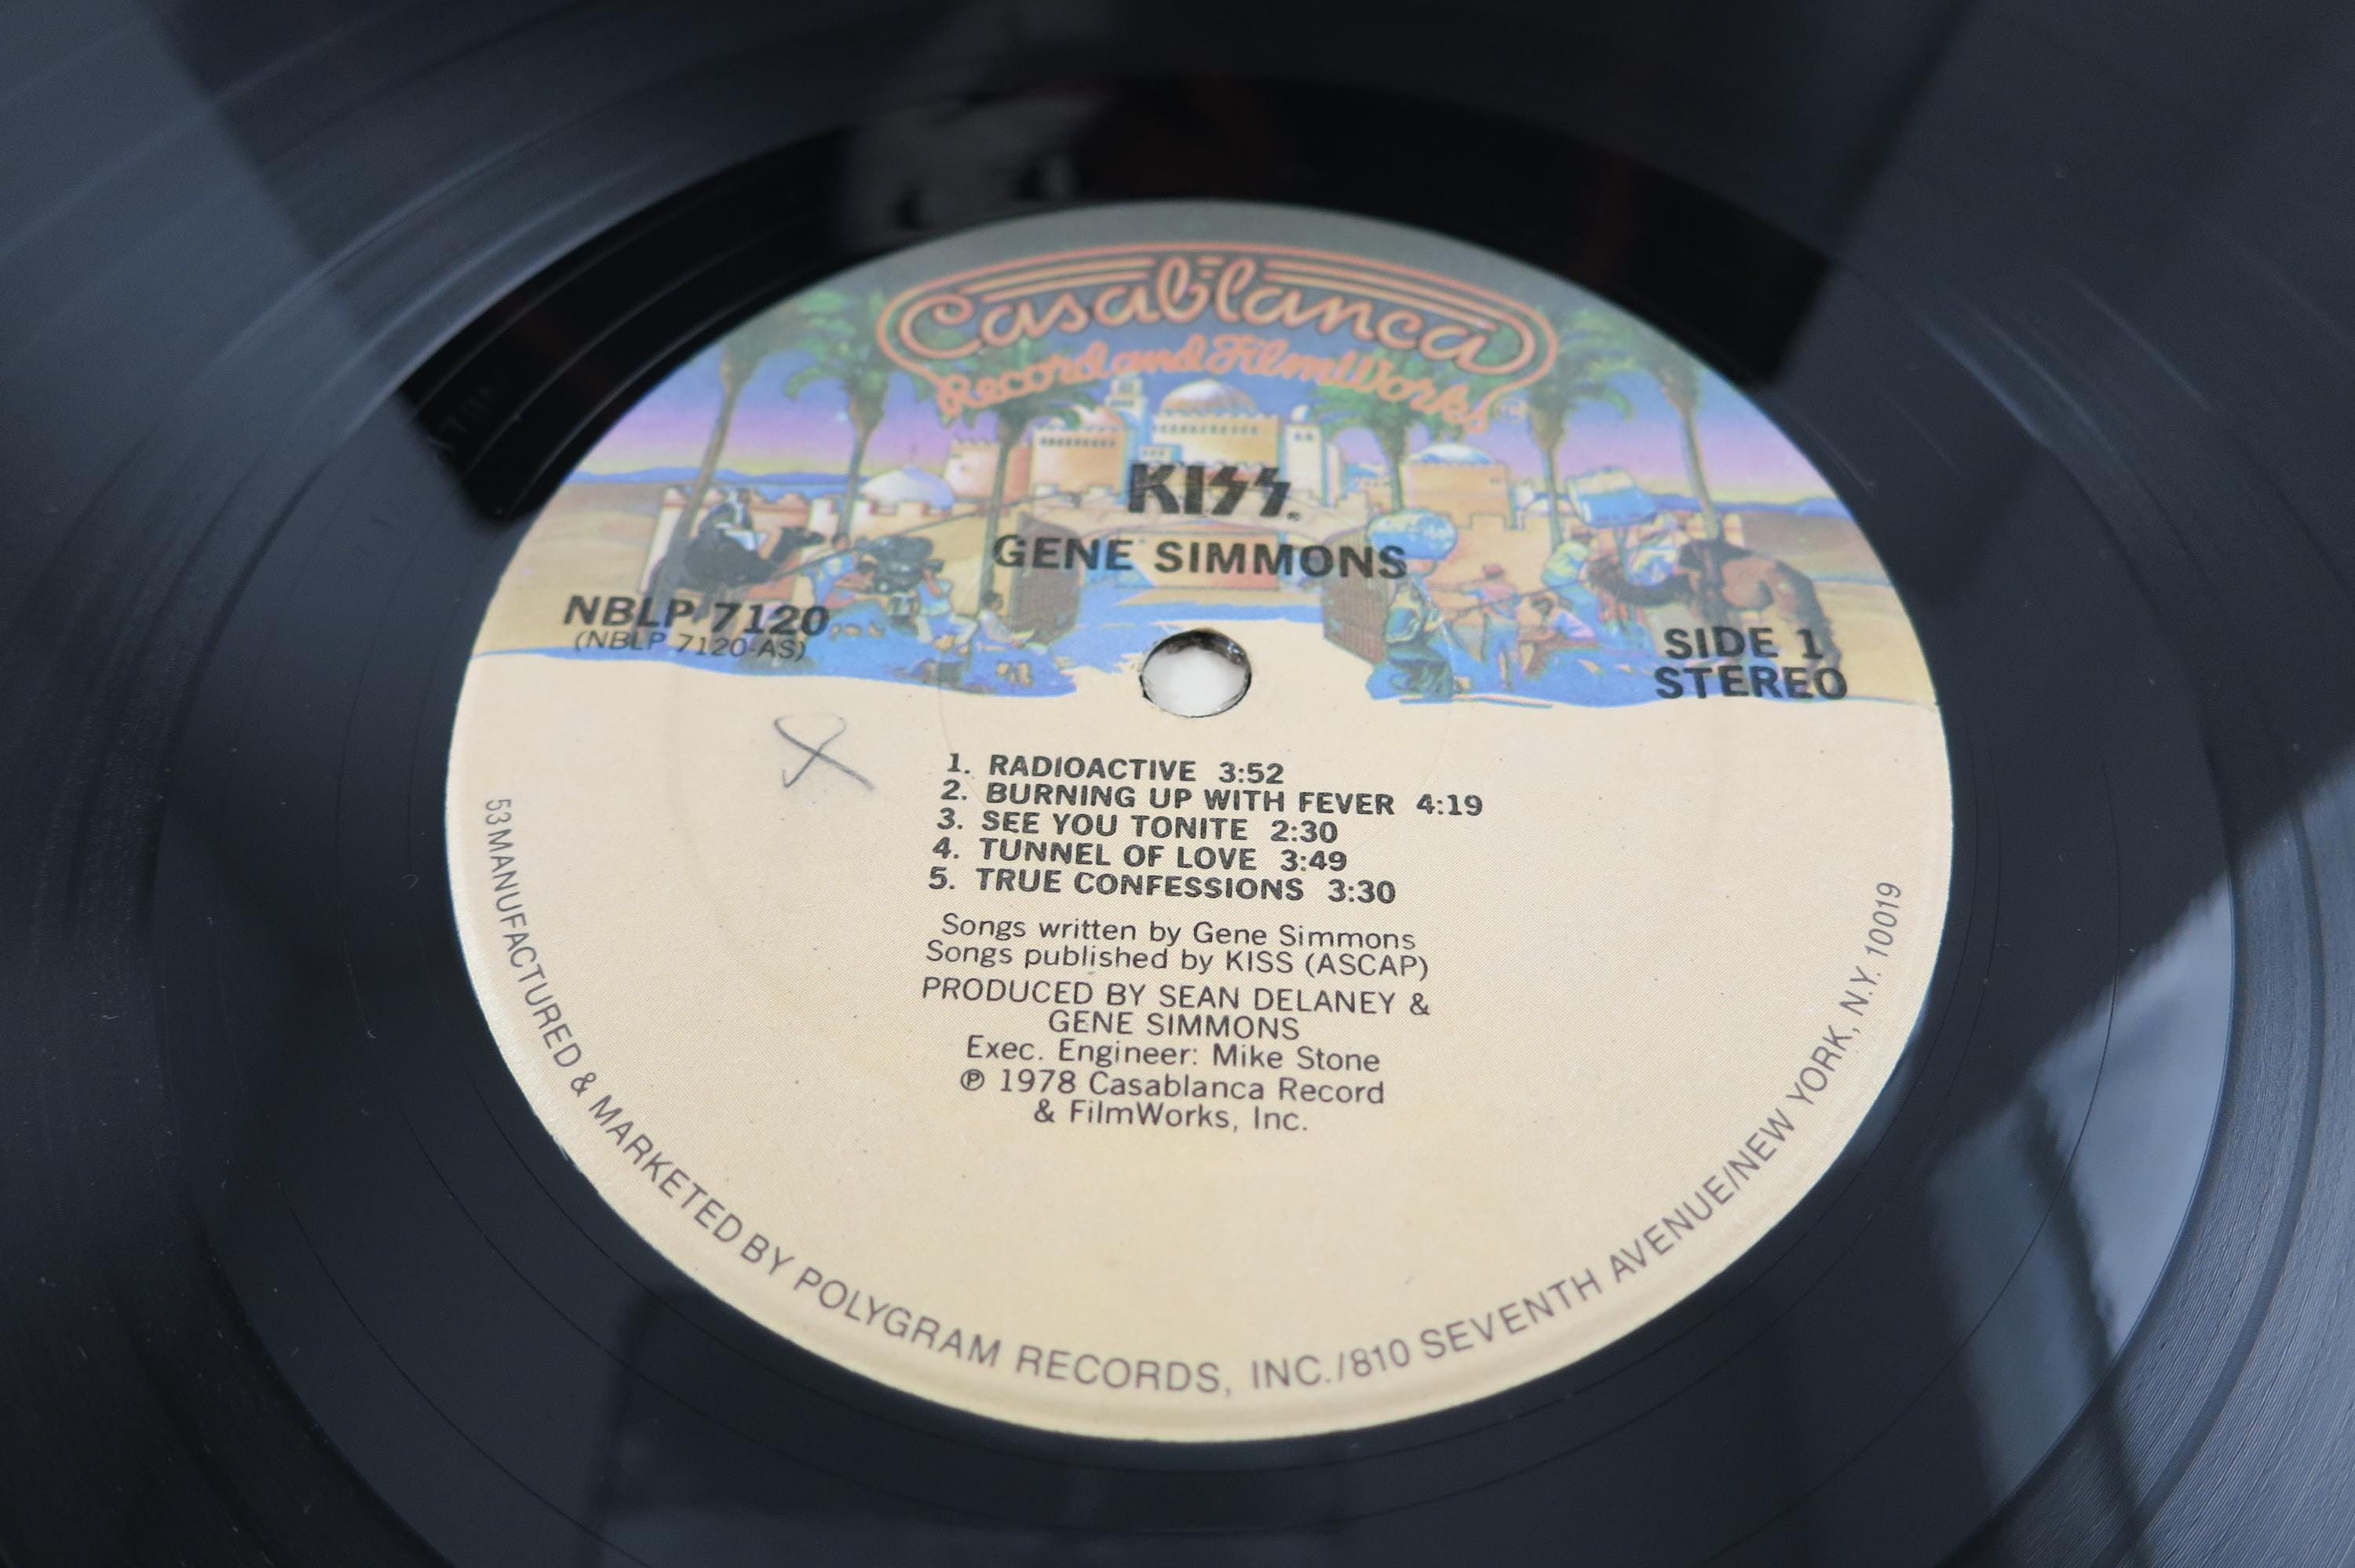 Casablanca
Record and FilmWorks
KISS®
GENE SIMMONS
NBLP 7120
(NBLP 7120-AS)
SIDE 1
STEREO
1. RADIOACTIVE 3:52
2. BURNING UP WITH FEVER 4:19
3. SEE YOU TONITE 2:30
4. TUNNEL OF LOVE 3:49
5. TRUE CONFESSIONS 3:30
Songs written by Gene Simmons
Songs published by KISS (ASCAP)
PRODUCED BY SEAN DELANEY &
GENE SIMMONS
Exec. Engineer: Mike Stone
℗ 1978 Casablanca Record
& FilmWorks, Inc.
53 MANUFACTURED & MARKETED BY POLYGRAM RECORDS, INC./810 SEVENTH AVENUE/NEW YORK, N.Y. 10019